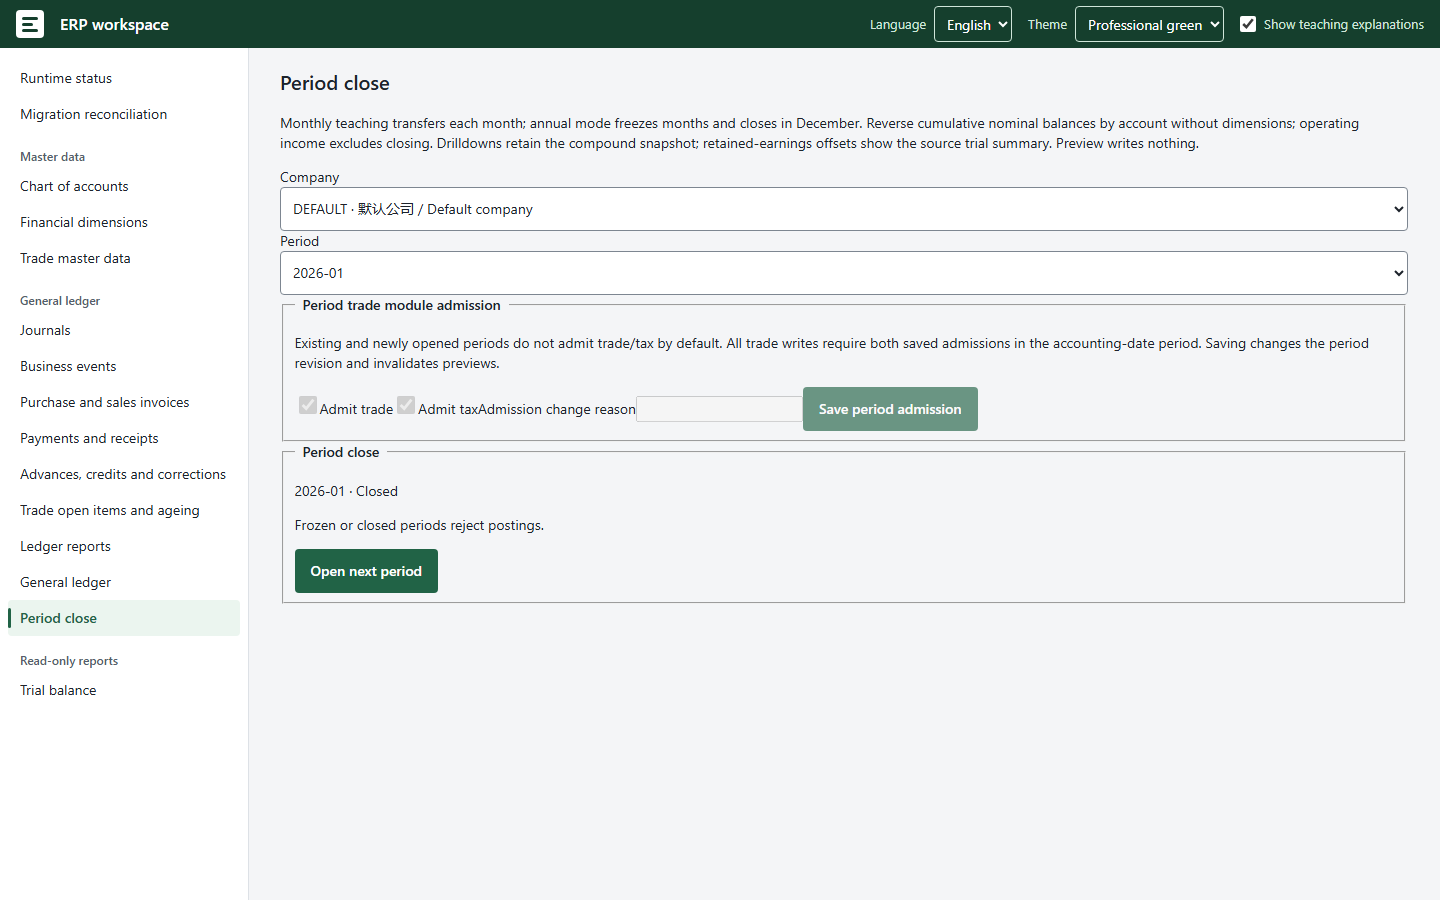 ERP workspace
Language English Theme Professional green Show teaching explanations
Runtime status
Migration reconciliation
Master data
Chart of accounts
Financial dimensions
Trade master data
General ledger
Journals
Business events
Purchase and sales invoices
Payments and receipts
Advances, credits and corrections
Trade open items and ageing
Ledger reports
General ledger
Period close
Read-only reports
Trial balance
Period close
Monthly teaching transfers each month; annual mode freezes months and closes in December. Reverse cumulative nominal balances by account without dimensions; operating
income excludes closing. Drilldowns retain the compound snapshot; retained-earnings offsets show the source trial summary. Preview writes nothing.
Company
DEFAULT · 默认公司 / Default company
Period
2026-01
Period trade module admission
Existing and newly opened periods do not admit trade/tax by default. All trade writes require both saved admissions in the accounting-date period. Saving changes the period
revision and invalidates previews.
Admit trade Admit taxAdmission change reason Save period admission
Period close
2026-01 · Closed
Frozen or closed periods reject postings.
Open next period